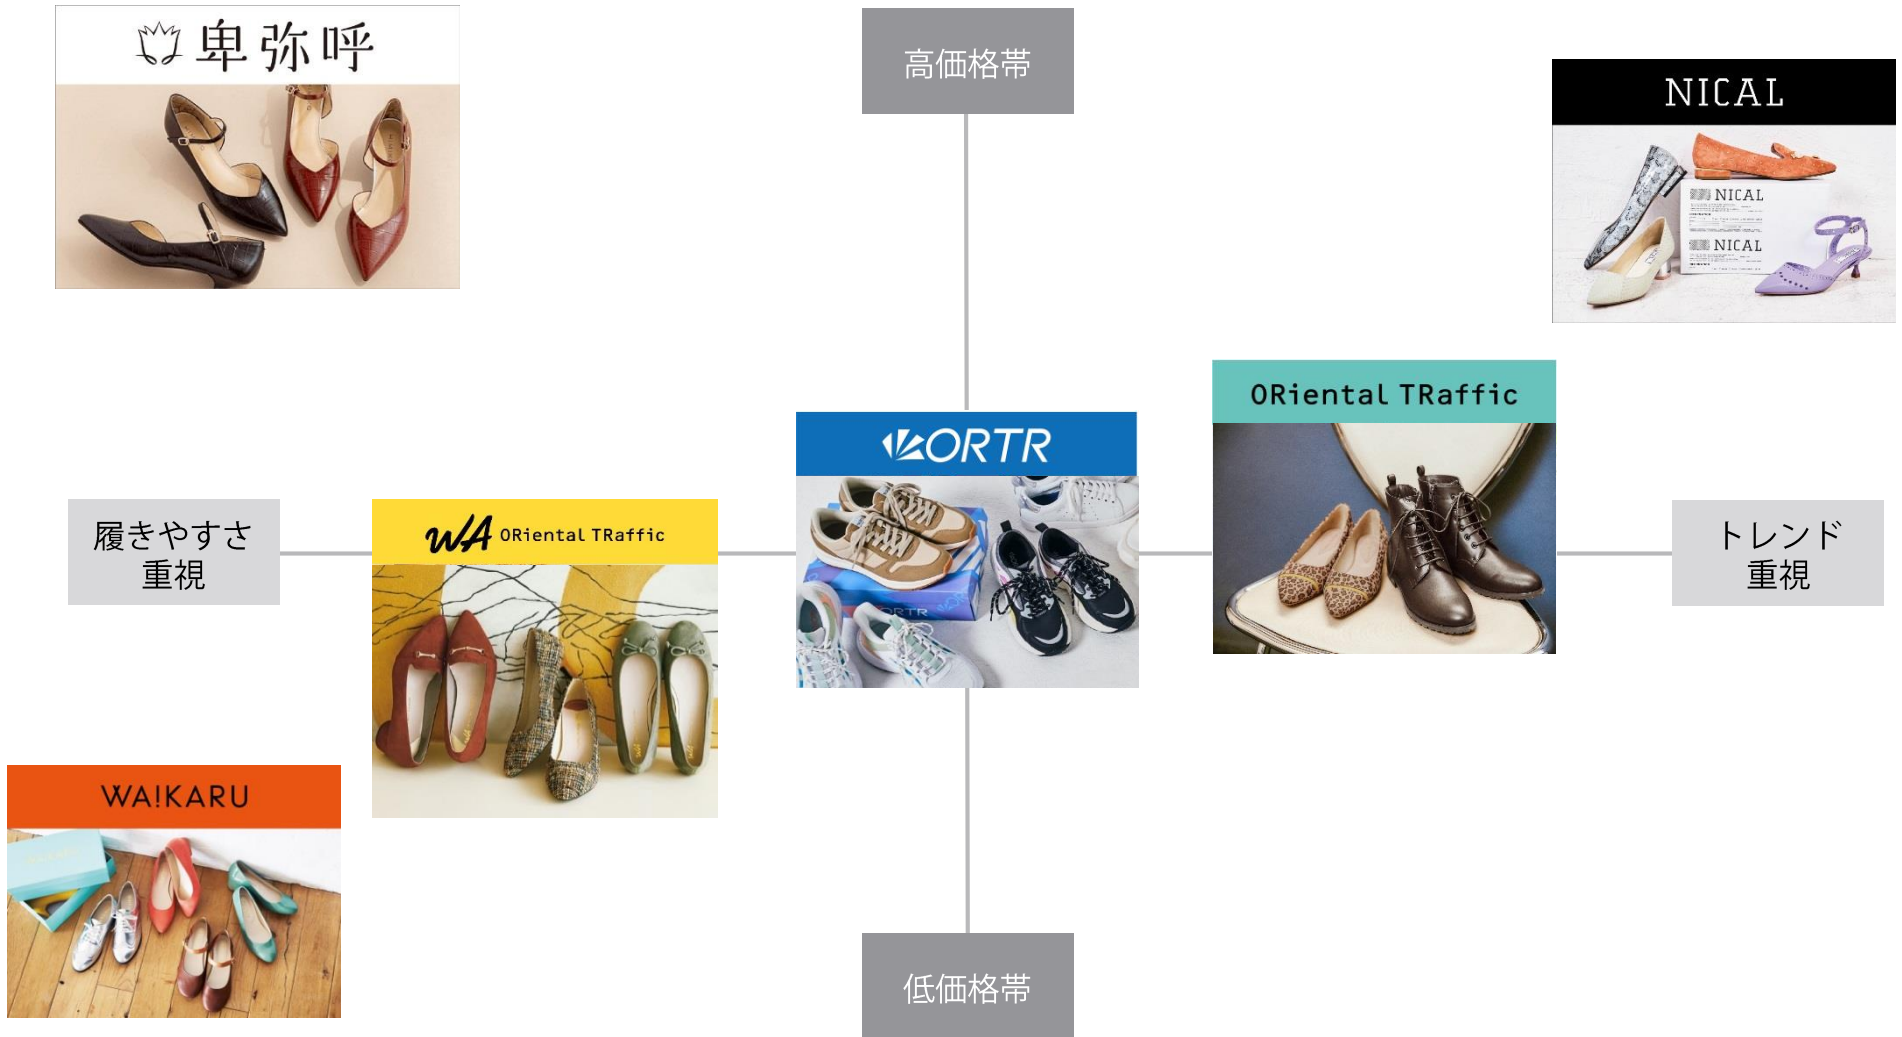 卑弥呼
高価格帯
NICAL
NICAL
NICAL
ORiental TRaffic
ORTR
ORTR
履きやすさ
重視
WA ORiental TRaffic
トレンド
重視
WA!KARU
低価格帯